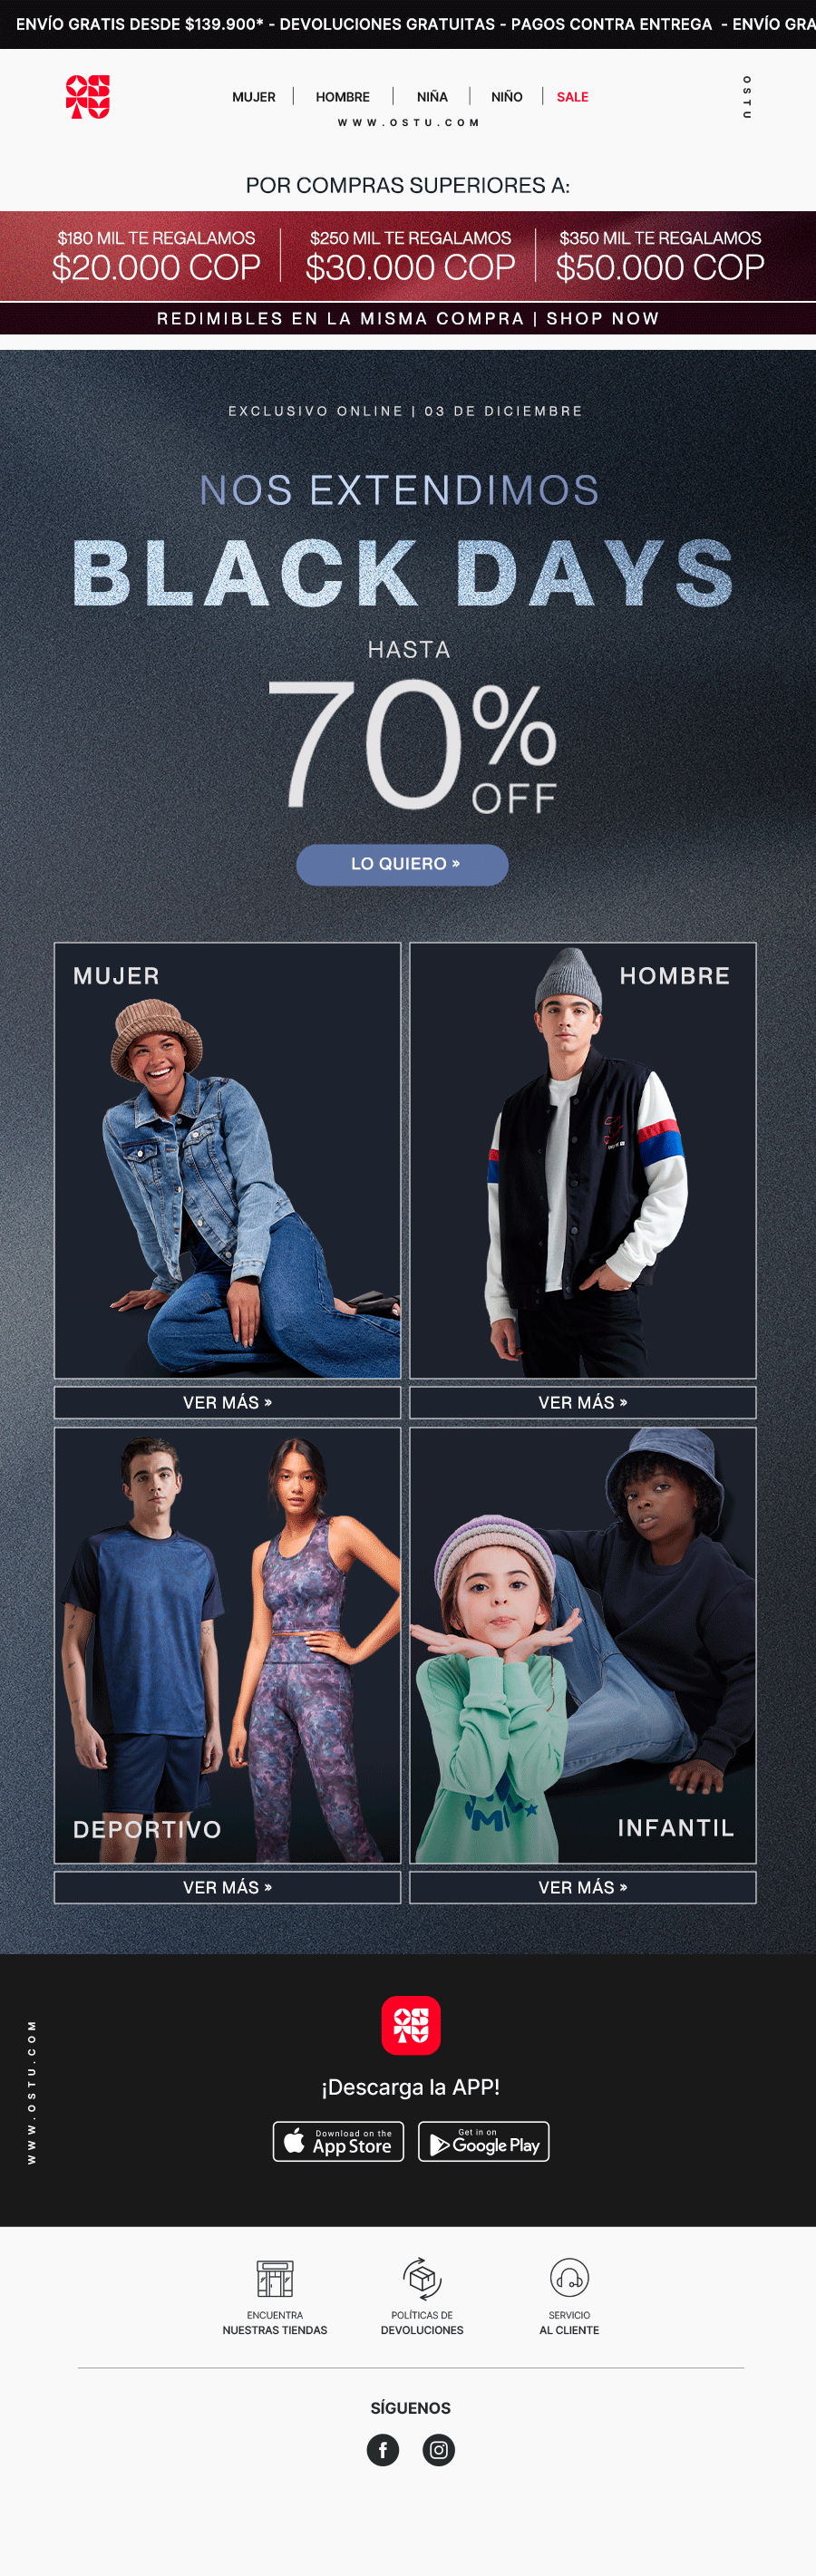 ENVÍO GRATIS DESDE $139.900* - DEVOLUCIONES GRATUITAS - PAGOS CONTRA ENTREGA - ENVÍO GRA
MUJER | HOMBRE | NIÑA | NIÑO | SALE
WWW.OSTU.COM
OSTU
POR COMPRAS SUPERIORES A:
$180 MIL TE REGALAMOS
$20.000 COP
$250 MIL TE REGALAMOS
$30.000 COP
$350 MIL TE REGALAMOS
$50.000 COP
REDIMIBLES EN LA MISMA COMPRA | SHOP NOW
EXCLUSIVO ONLINE | 03 DE DICIEMBRE
NOS EXTENDIMOS
BLACK DAYS
HASTA
70%
OFF
LO QUIERO »
MUJER
HOMBRE
VER MÁS »
VER MÁS »
DEPORTIVO
INFANTIL
VER MÁS »
VER MÁS »
WWW.OSTU.COM
OSTU
¡Descarga la APP!
Download on the
App Store
Get in on
Google Play
ENCUENTRA
NUESTRAS TIENDAS
POLÍTICAS DE
DEVOLUCIONES
SERVICIO
AL CLIENTE
SÍGUENOS